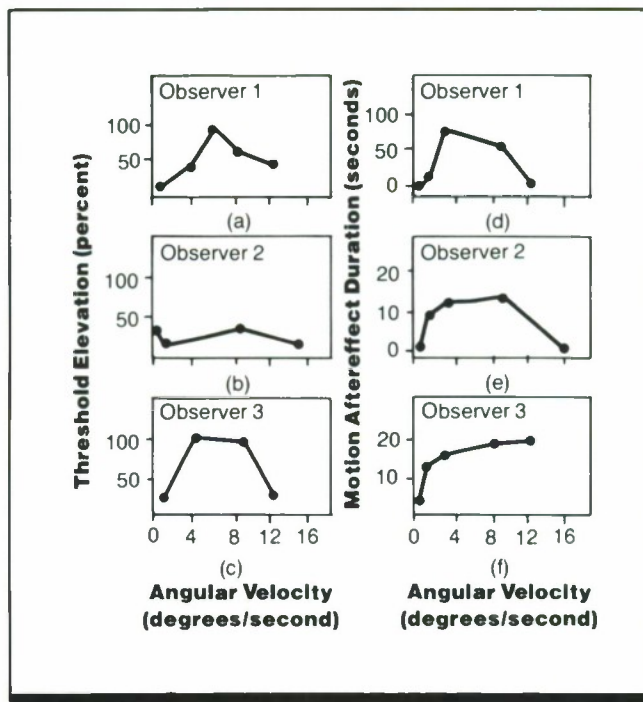 Threshold Elevation (percent)
Observer 1
100
50
(a)
Observer 2
100
50
(b)
Observer 3
100
50
0 4 8 12 16
(c)
Angular Velocity
(degrees/second)
Motion Aftereffect Duration (seconds)
Observer 1
100
50
0
(d)
Observer 2
20
10
0
(e)
Observer 3
20
10
0 4 8 12 16
(f)
Angular Velocity
(degrees/second)